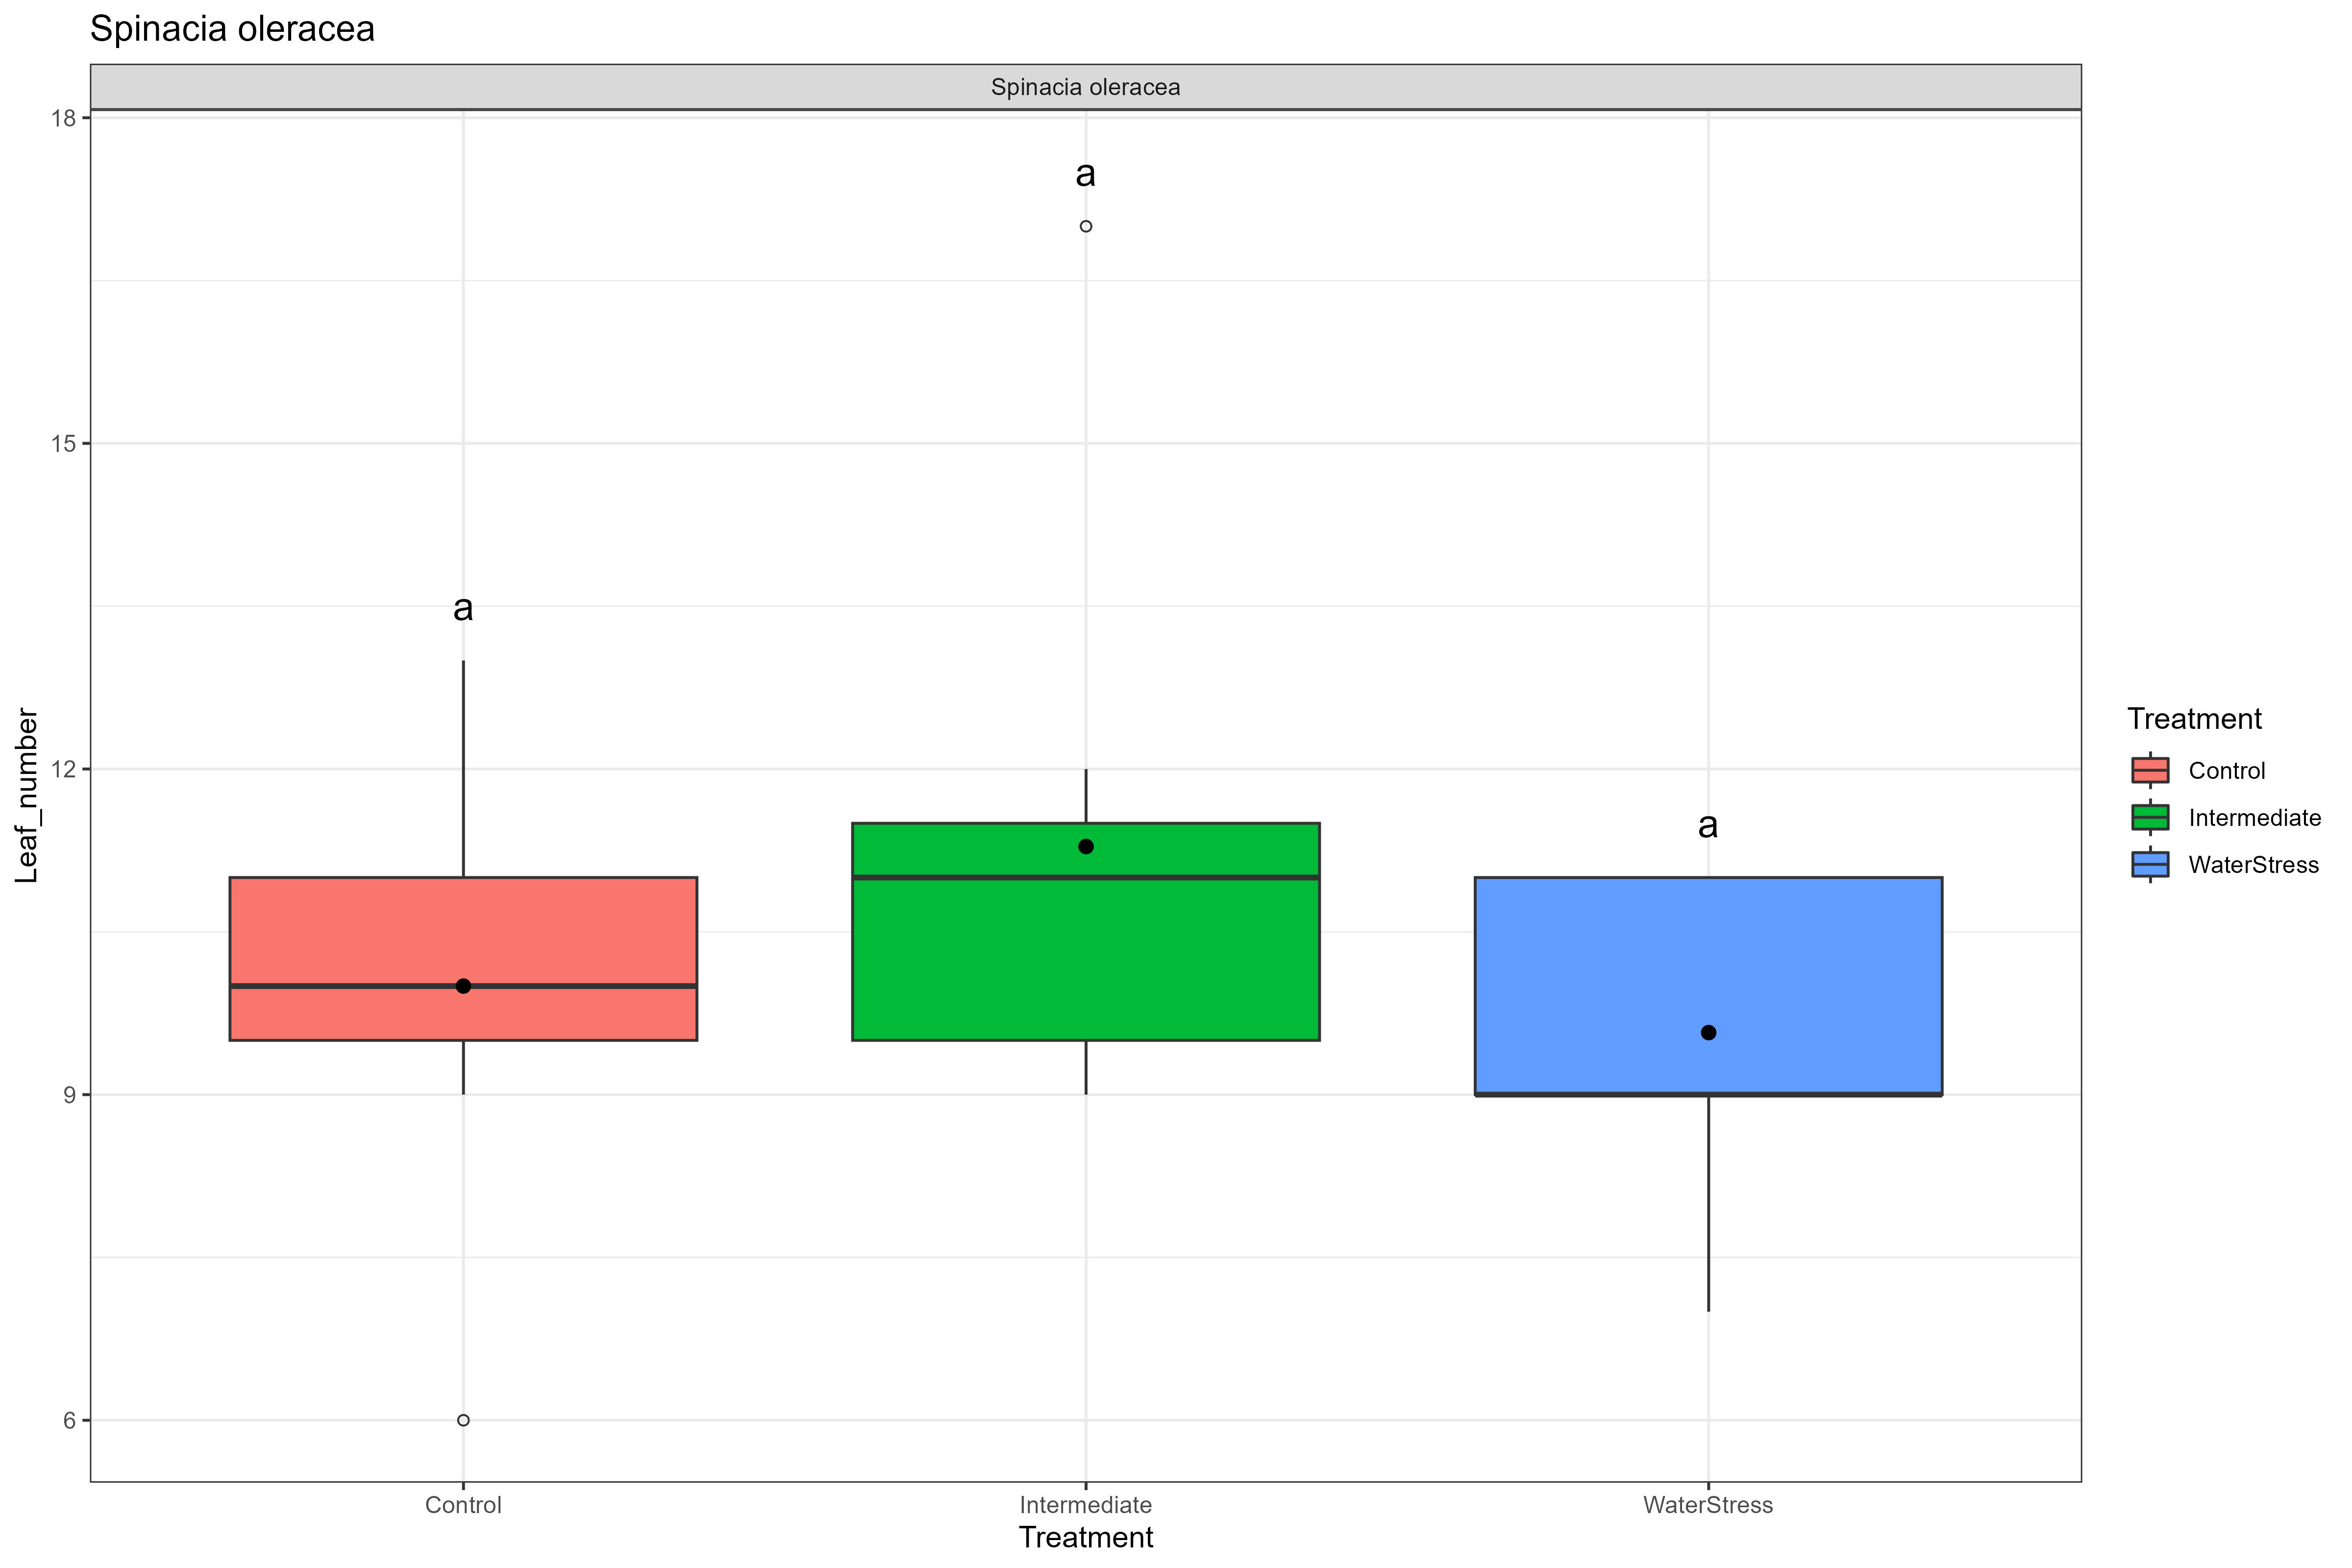 Spinacia oleracea
Spinacia oleracea
18
15
12
9
6
Leaf_number
a
a
a
Control
Intermediate
WaterStress
Treatment
Treatment
Control
Intermediate
WaterStress